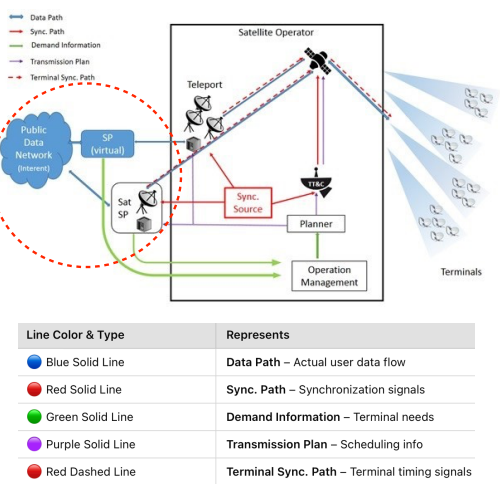 Data Path
Sync. Path
Demand Information
Transmission Plan
Terminal Sync. Path
Satellite Operator
Teleport
Public
Data
Network
(Interent)
SP
(virtual)
Sat
SP
Sync.
Source
TT&C
Planner
Operation
Management
Terminals
Line Color & Type Represents
Blue Solid Line Data Path – Actual user data flow
Red Solid Line Sync. Path – Synchronization signals
Green Solid Line Demand Information – Terminal needs
Purple Solid Line Transmission Plan – Scheduling info
Red Dashed Line Terminal Sync. Path – Terminal timing signals